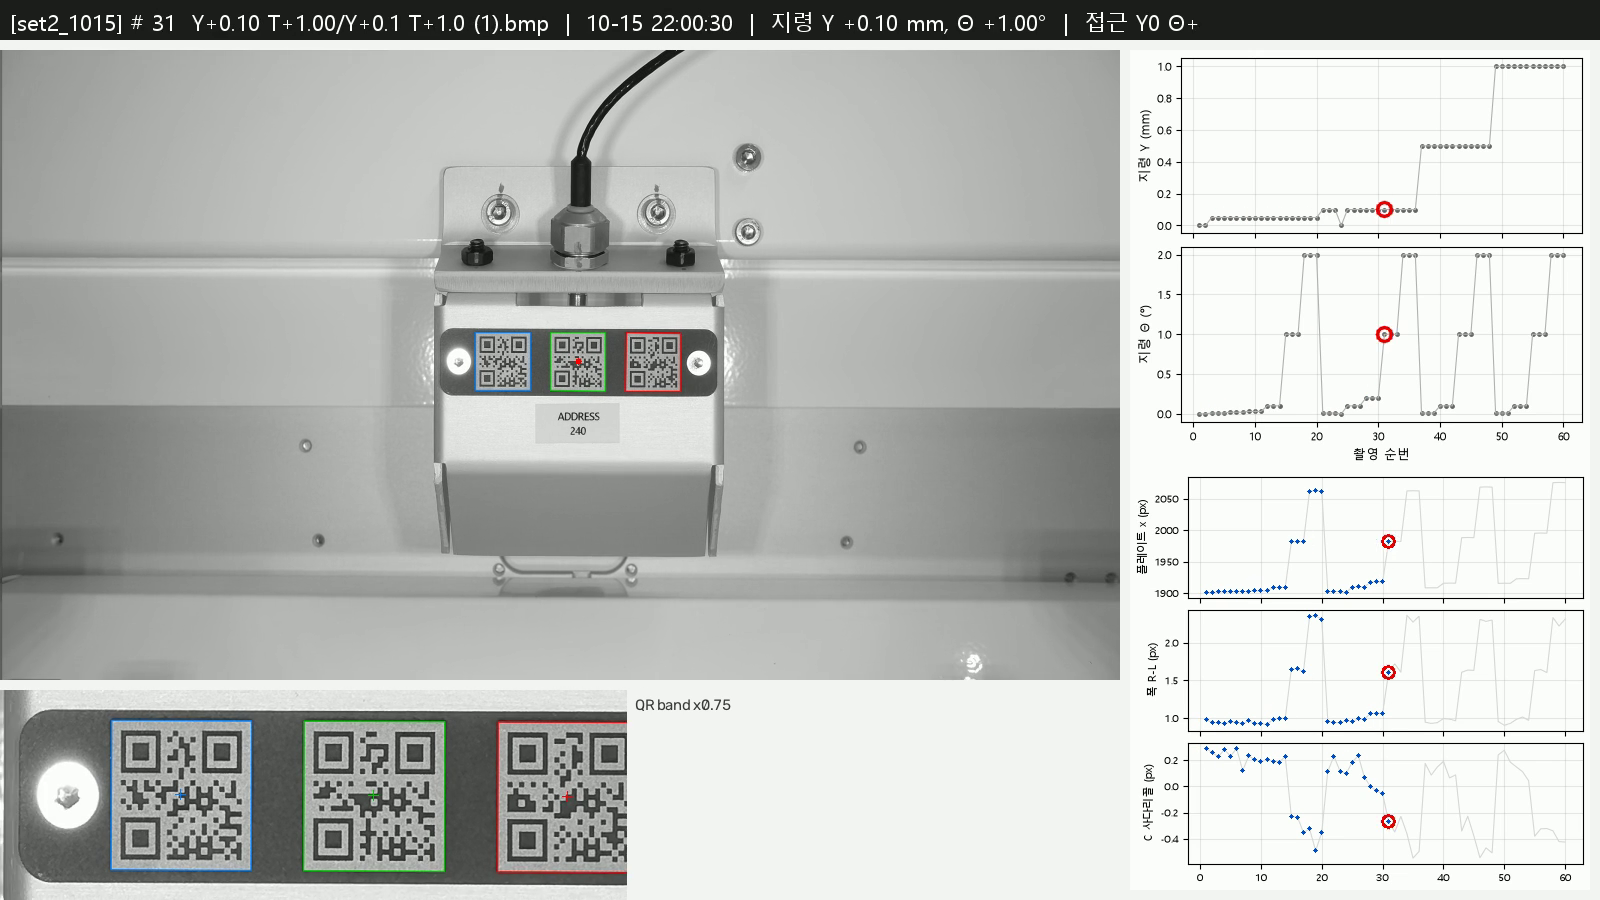 [set2_1015] # 31 Y+0.10 T+1.00/Y+0.1 T+1.0 (1).bmp | 10-15 22:00:30 | 지령 Y +0.10 mm, Θ +1.00° | 접근 Y0 Θ+
ADDRESS
240
QR band x0.75
지령 Y (mm)
1.0
0.8
0.6
0.4
0.2
0.0
지령 Θ (°)
2.0
1.5
1.0
0.5
0.0
0 10 20 30 40 50 60
촬영 순번
플레이트 x (px)
2050
2000
1950
1900
폭 R-L (px)
2.0
1.5
1.0
C 사다리꼴 (px)
0.2
0.0
-0.2
-0.4
0 10 20 30 40 50 60